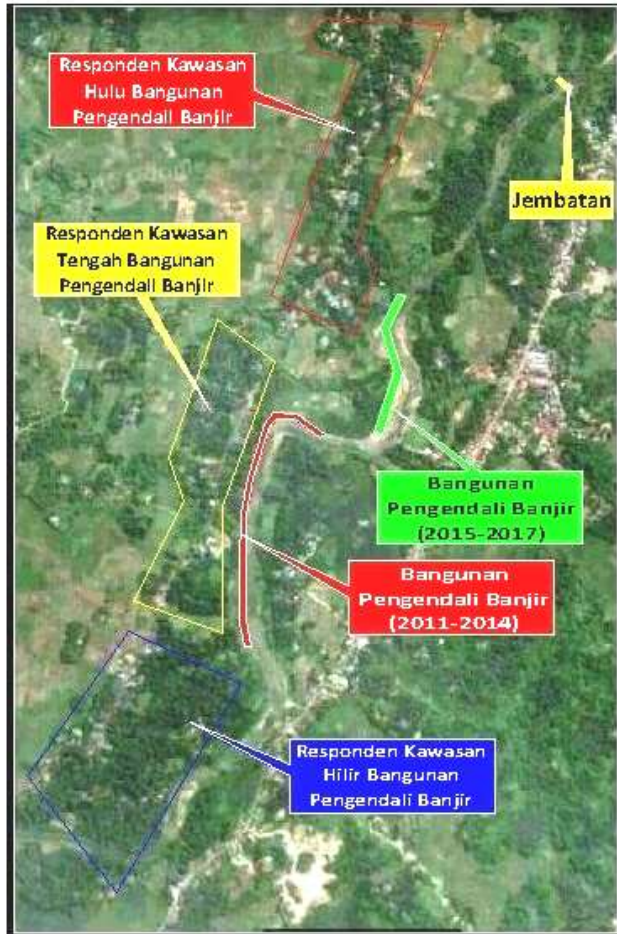 Responden Kawasan
Hulu Bangunan
Pengendali Banjir
Jembatan
Responden Kawasan
Tengah Bangunan
Pengendali Banjir
Bangunan
Pengendali Banjir
(2015-2017)
Bangunan
Pengendali Banjir
(2011-2014)
Responden Kawasan
Hilir Bangunan
Pengendali Banjir